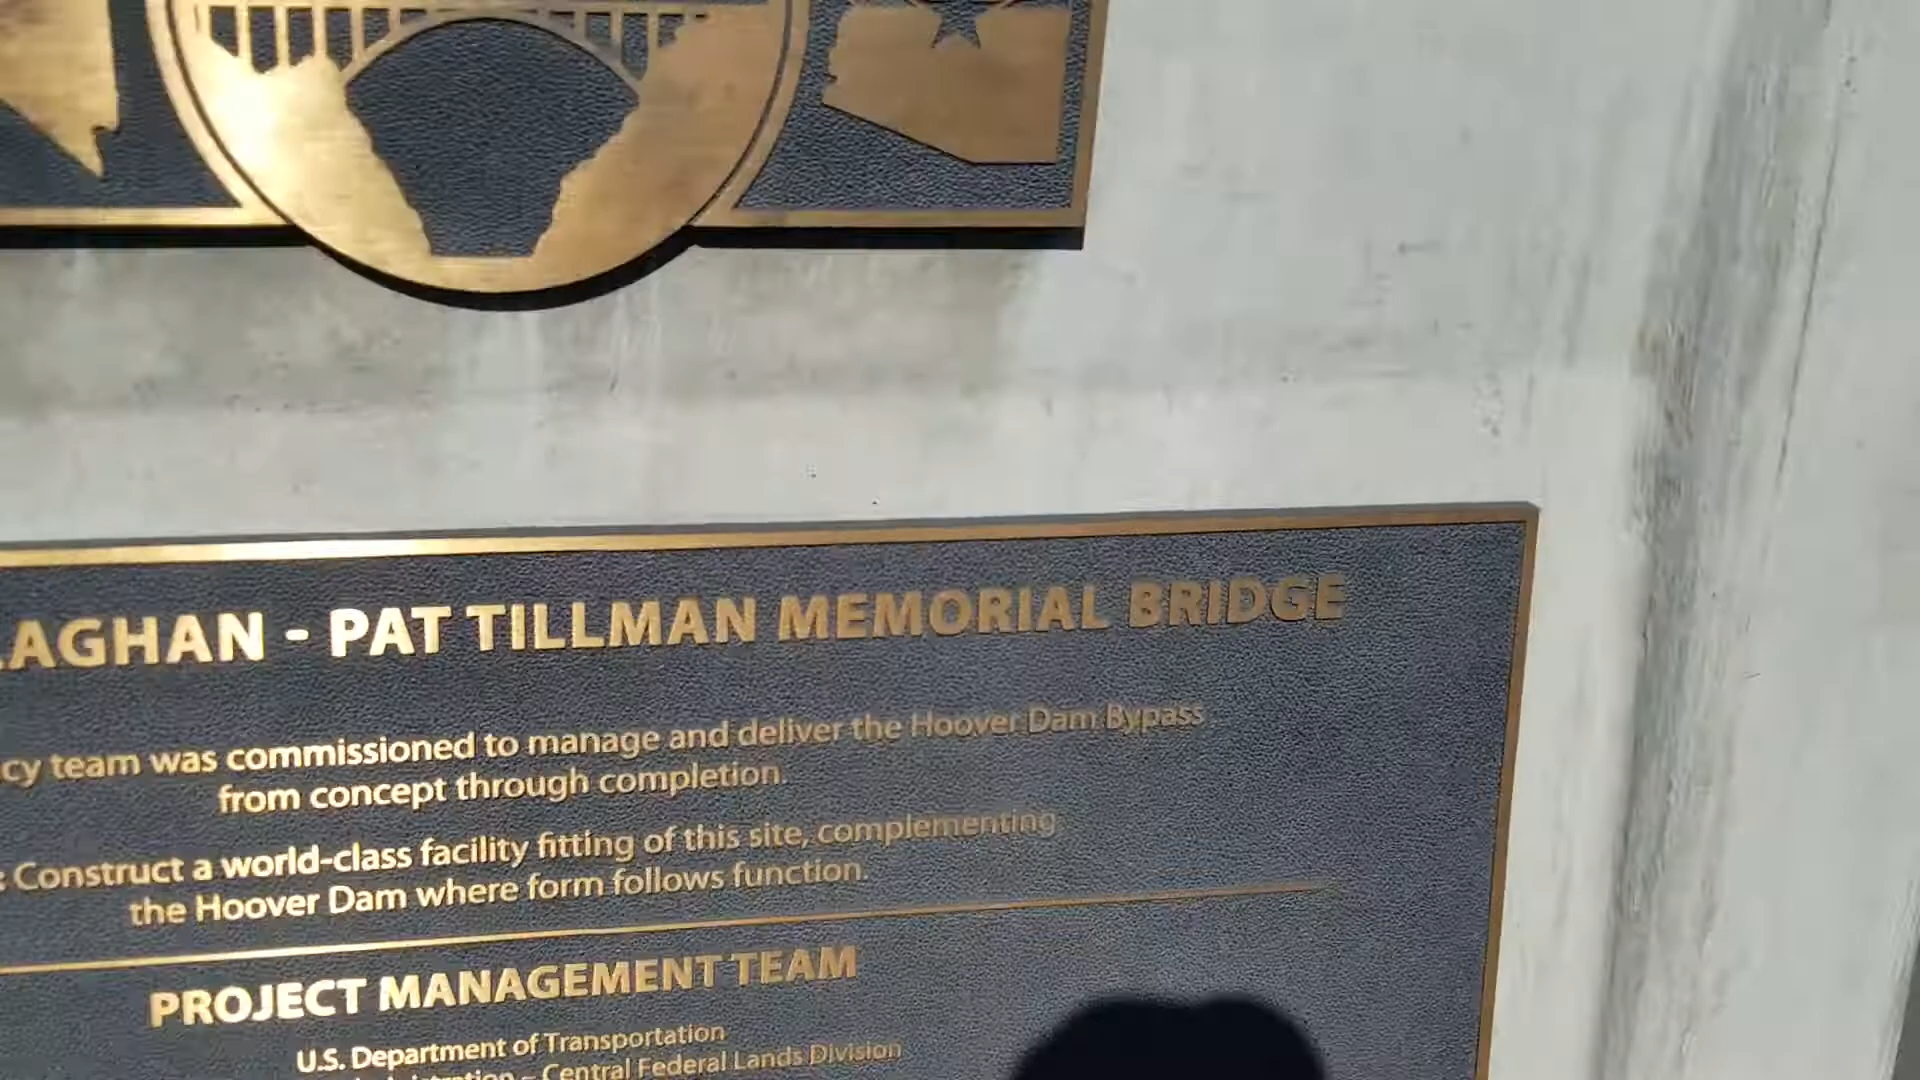 LAGHAN - PAT TILLMAN MEMORIAL BRIDGE
cy team was commissioned to manage and deliver the Hoover Dam Bypass
from concept through completion.
: Construct a world-class facility fitting of this site, complementing
the Hoover Dam where form follows function.
PROJECT MANAGEMENT TEAM
U.S. Department of Transportation
ministration – Central Federal Lands Division